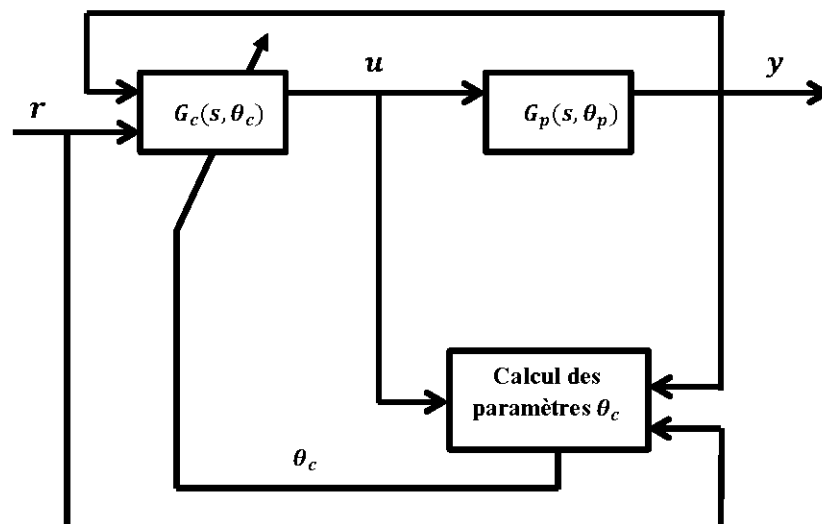 u
y
r
G_c(s, θ_c)
G_p(s, θ_p)
Calcul des
paramètres θ_c
θ_c